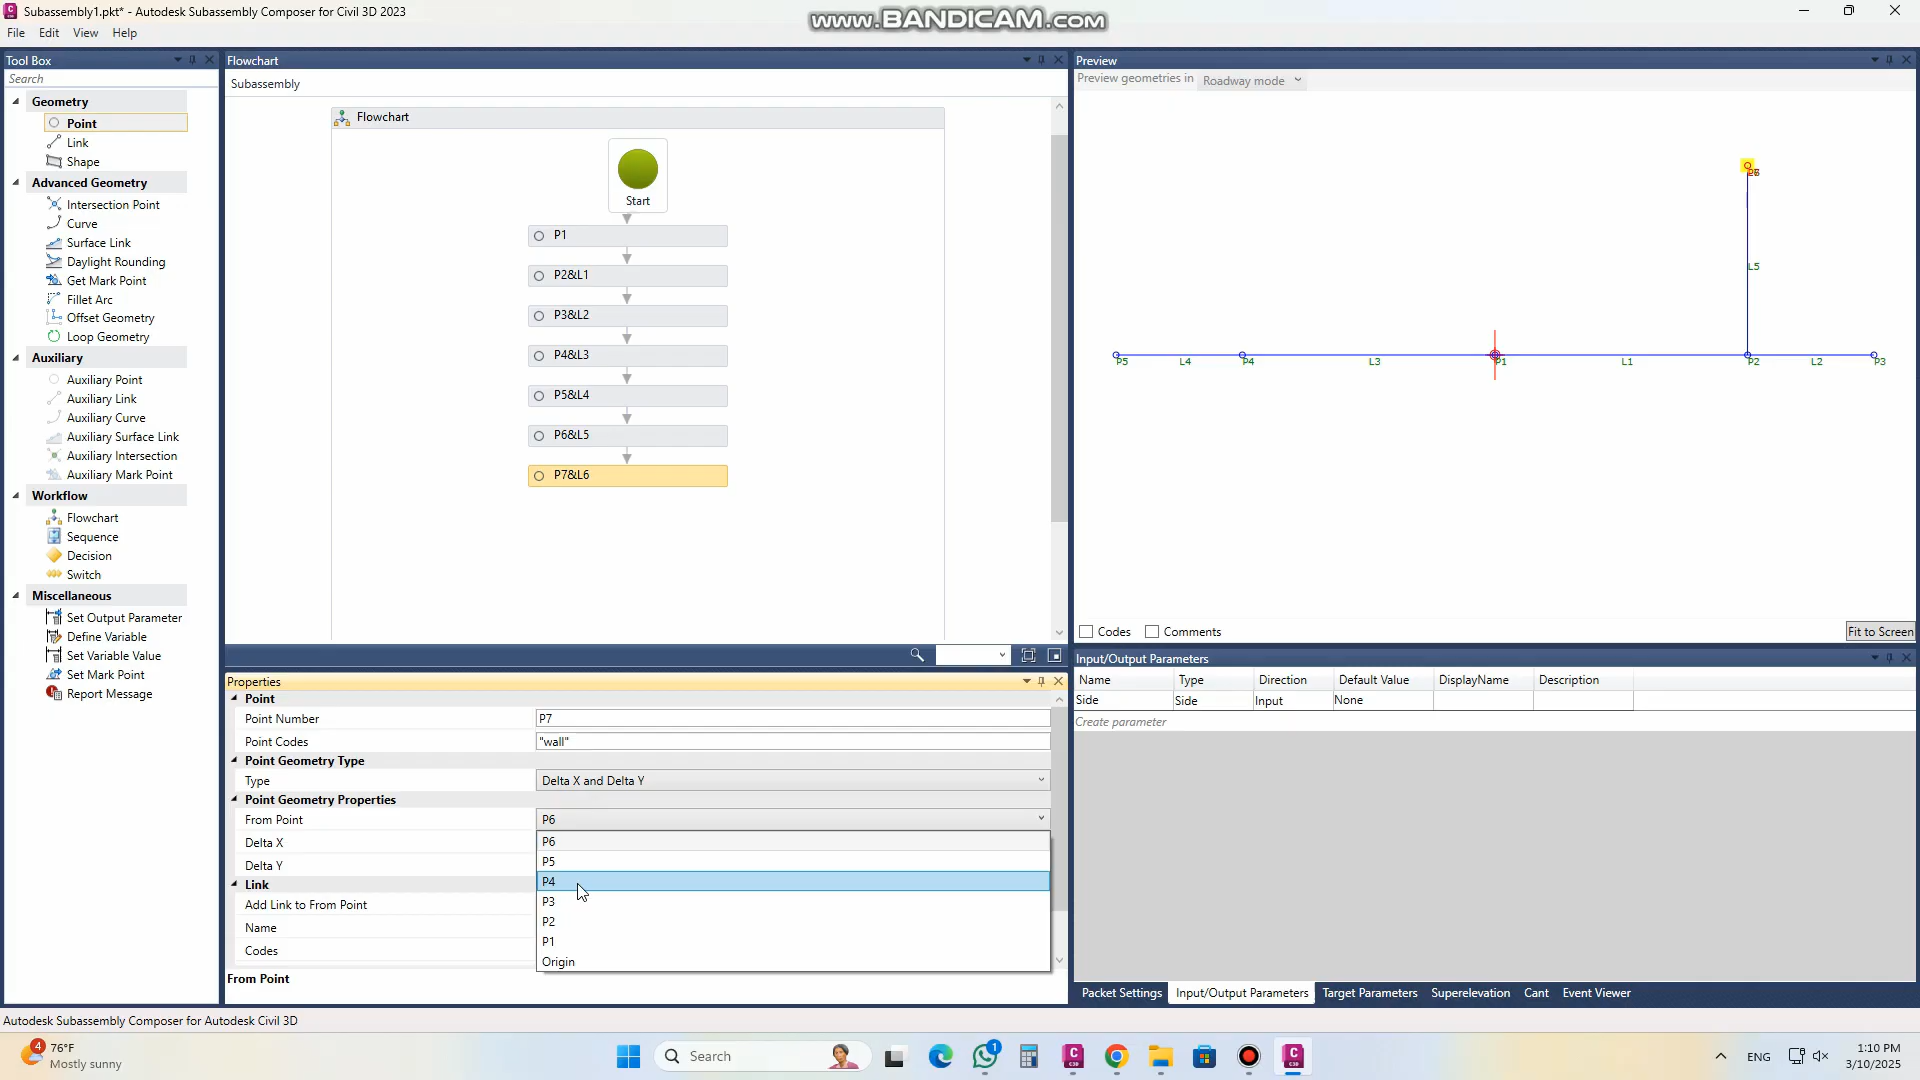 Subassembly1.pkt* - Autodesk Subassembly Composer for Civil 3D 2023
www.BANDICAM.com
File Edit View Help
Tool Box
Search
Geometry
Point
Link
Shape
Advanced Geometry
Intersection Point
Curve
Surface Link
Daylight Rounding
Get Mark Point
Fillet Arc
Offset Geometry
Loop Geometry
Auxiliary
Auxiliary Point
Auxiliary Link
Auxiliary Curve
Auxiliary Surface Link
Auxiliary Intersection
Auxiliary Mark Point
Workflow
Flowchart
Sequence
Decision
Switch
Miscellaneous
Set Output Parameter
Define Variable
Set Variable Value
Set Mark Point
Report Message
Flowchart
Subassembly
Flowchart
Start
P1
P2&L1
P3&L2
P4&L3
P5&L4
P6&L5
P7&L6
Properties
Point
Point Number P7
Point Codes "wall"
Point Geometry Type
Type Delta X and Delta Y
Point Geometry Properties
From Point P6
Delta X
Delta Y
Link
Add Link to From Point
Name
Codes
P6
P5
P4
P3
P2
P1
Origin
From Point
Preview
Preview geometries in Roadway mode
L5
P5 L4 P4 L3 P1 L1 P2 L2 P3
Codes Comments Fit to Screen
Input/Output Parameters
Name Type Direction Default Value DisplayName Description
Side Side Input None
Create parameter
Packet Settings Input/Output Parameters Target Parameters Superelevation Cant Event Viewer
Autodesk Subassembly Composer for Autodesk Civil 3D
4
76°F
Mostly sunny
Search
1
ENG
1:10 PM
3/10/2025